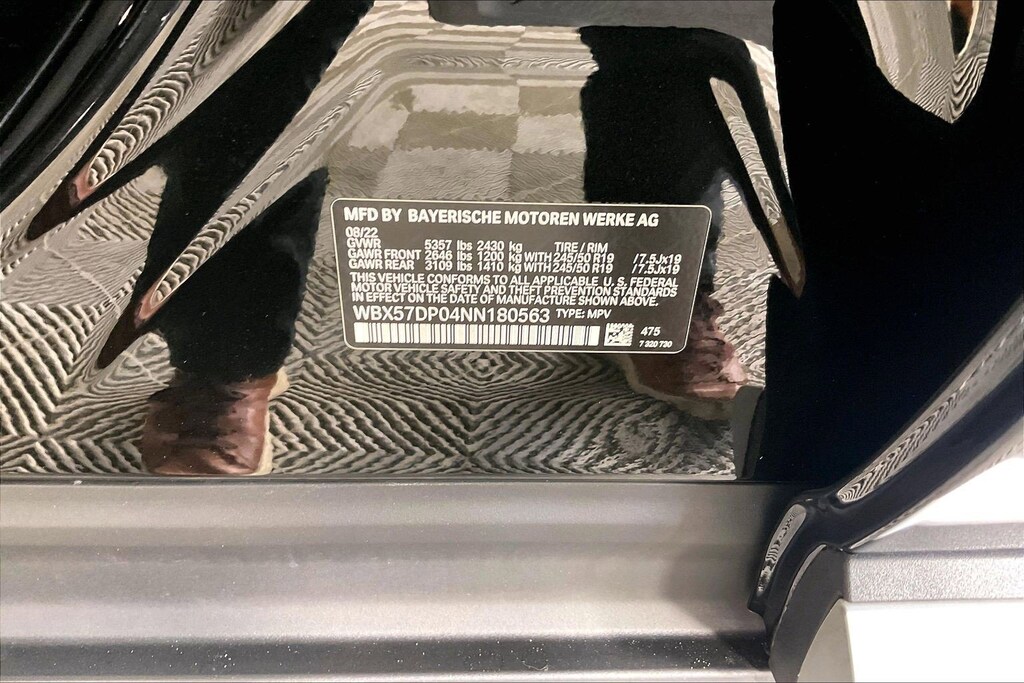 MFD BY BAYERISCHE MOTOREN WERKE AG
08/22
GVWR 5357 lbs 2430 kg TIRE / RIM
GAWR FRONT 2646 lbs 1200 kg WITH 245/50 R19 /7.5Jx19
GAWR REAR 3109 lbs 1410 kg WITH 245/50 R19 /7.5Jx19
THIS VEHICLE CONFORMS TO ALL APPLICABLE U. S. FEDERAL
MOTOR VEHICLE SAFETY AND THEFT PREVENTION STANDARDS
IN EFFECT ON THE DATE OF MANUFACTURE SHOWN ABOVE.
WBX57DP04NN180563 TYPE: MPV
475
7 320 730